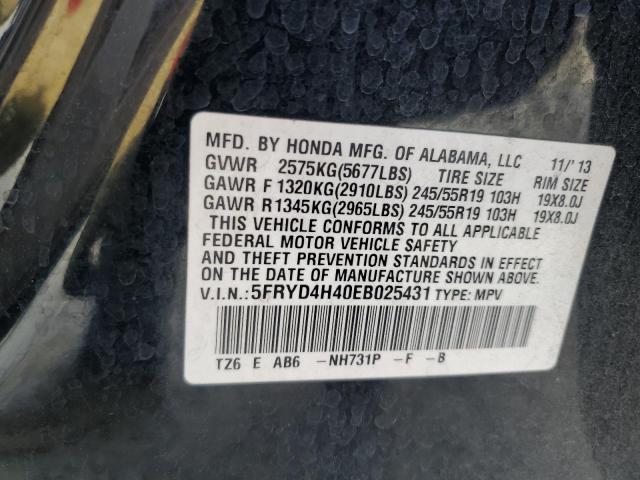 MFD. BY HONDA MFG. OF ALABAMA, LLC 11/'13
GVWR 2575KG(5677LBS) TIRE SIZE RIM SIZE
GAWR F 1320KG(2910LBS) 245/55R19 103H 19X8.0J
GAWR R 1345KG(2965LBS) 245/55R19 103H 19X8.0J
THIS VEHICLE CONFORMS TO ALL APPLICABLE
FEDERAL MOTOR VEHICLE SAFETY
AND THEFT PREVENTION STANDARDS IN EFFECT
ON THE DATE OF MANUFACTURE SHOWN ABOVE.
V.I.N.: 5FRYD4H40EB025431 TYPE: MPV
TZ6 E AB6 -NH731P -F -B